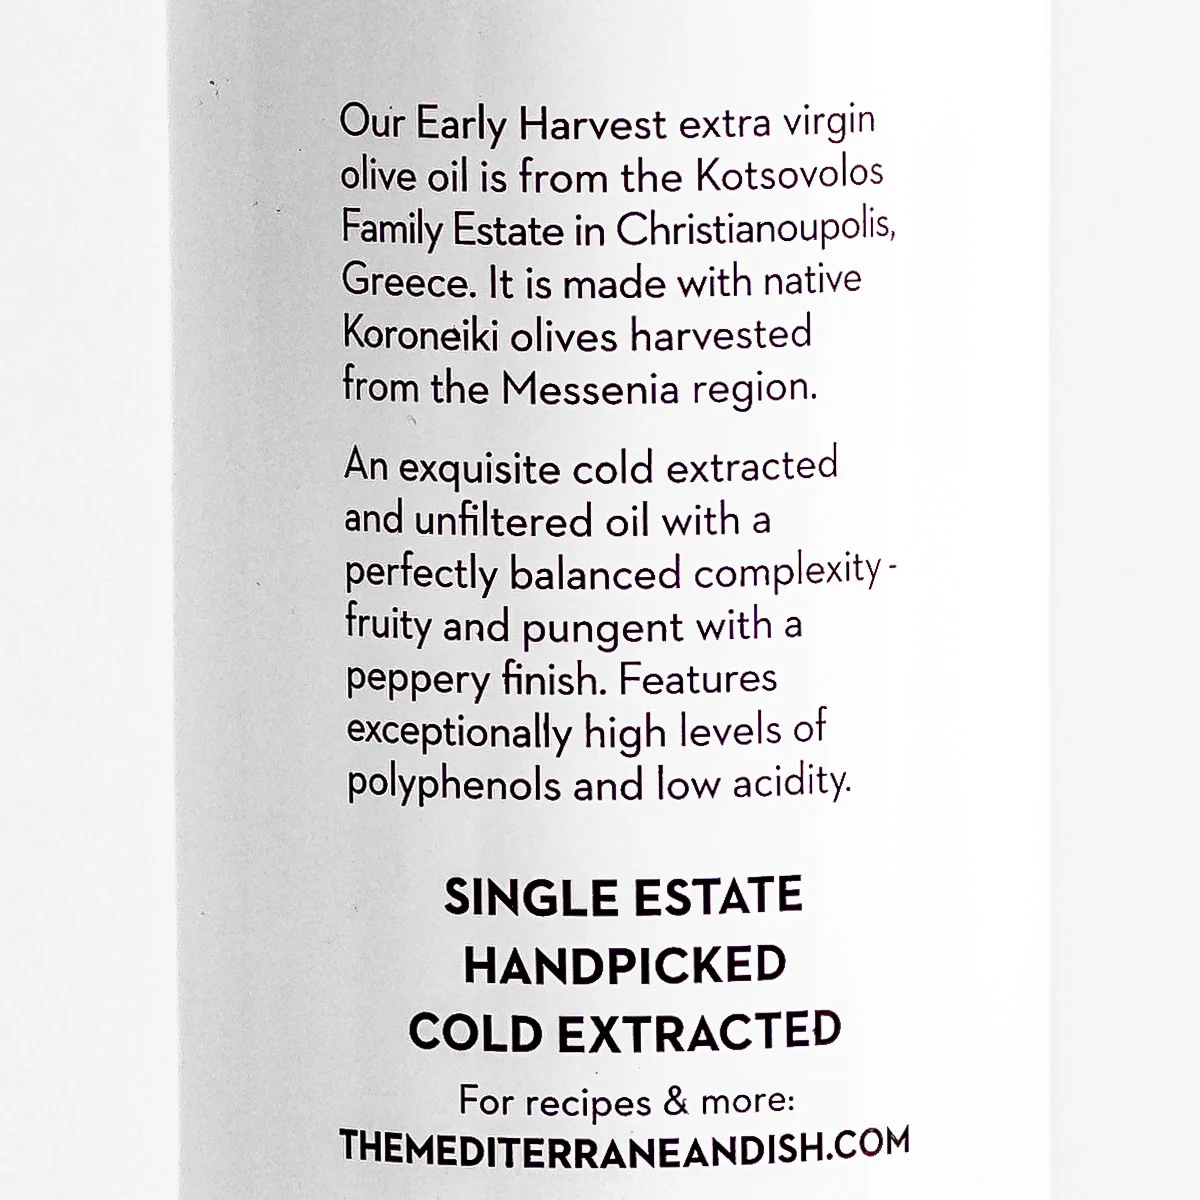 Our Early Harvest extra virgin
olive oil is from the Kotsovolos
Family Estate in Christianoupolis,
Greece. It is made with native
Koroneiki olives harvested
from the Messenia region.
An exquisite cold extracted
and unfiltered oil with a
perfectly balanced complexity -
fruity and pungent with a
peppery finish. Features
exceptionally high levels of
polyphenols and low acidity.
SINGLE ESTATE
HANDPICKED
COLD EXTRACTED
For recipes & more:
THEMEDITERRANEANDISH.COM